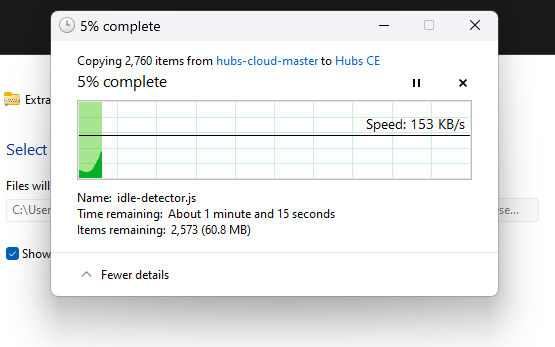 5% complete
Copying 2,760 items from hubs-cloud-master to Hubs CE
5% complete
Speed: 153 KB/s
Name: idle-detector.js
Time remaining: About 1 minute and 15 seconds
Items remaining: 2,573 (60.8 MB)
Fewer details
Extra
Select
Files will
C:\User
se...
Show